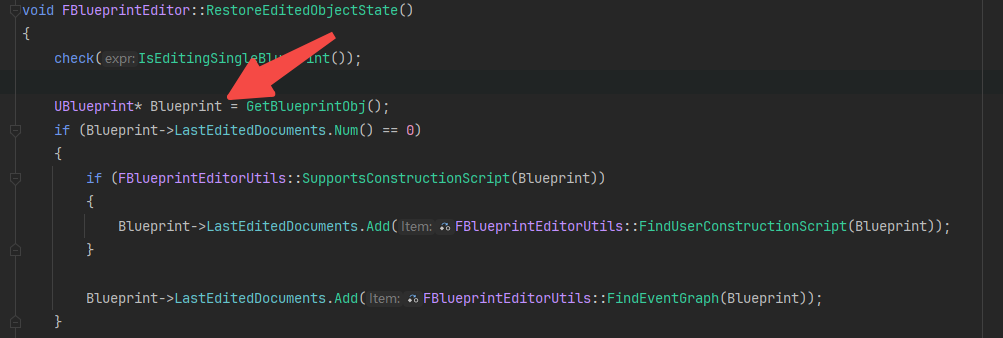 void FBlueprintEditor::RestoreEditedObjectState()
{
    check( expr: IsEditingSingleBl int());

    UBlueprint* Blueprint = GetBlueprintObj();
    if (Blueprint->LastEditedDocuments.Num() == 0)
    {
        if (FBlueprintEditorUtils::SupportsConstructionScript(Blueprint))
        {
            Blueprint->LastEditedDocuments.Add( Item: FBlueprintEditorUtils::FindUserConstructionScript(Blueprint));
        }

        Blueprint->LastEditedDocuments.Add( Item: FBlueprintEditorUtils::FindEventGraph(Blueprint));
    }